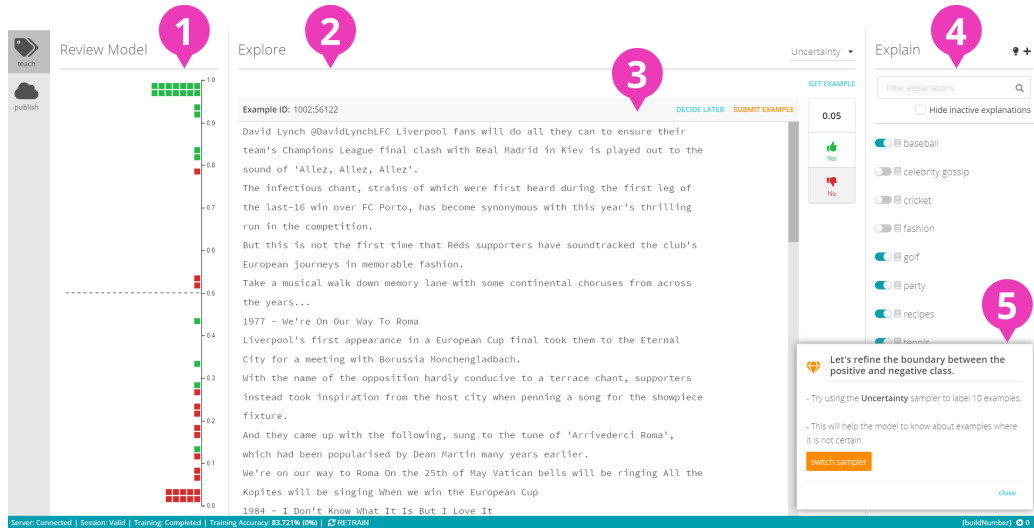 1
2
3
4
5
teach
publish
Review Model
1.0
0.9
0.8
0.7
0.6
0.5
0.4
0.3
0.2
0.1
0.0
Explore
Uncertainty
GET EXAMPLE
Example ID: 1002:56122
DECIDE LATER
SUBMIT EXAMPLE
David Lynch @DavidLynchLFC Liverpool fans will do all they can to ensure their
team's Champions League final clash with Real Madrid in Kiev is played out to the
sound of 'Allez, Allez, Allez'.
The infectious chant, strains of which were first heard during the first leg of
the last-16 win over FC Porto, has become synonymous with this year's thrilling
run in the competition.
But this is not the first time that Reds supporters have soundtracked the club's
European journeys in memorable fashion.
Take a musical walk down memory lane with some continental choruses from across
the years...
1977 - We're On Our Way To Roma
Liverpool's first appearance in a European Cup final took them to the Eternal
City for a meeting with Borussia Monchengladbach.
With the name of the opposition hardly conducive to a terrace chant, supporters
instead took inspiration from the host city when penning a song for the showpiece
fixture.
And they came up with the following, sung to the tune of 'Arrivederci Roma',
which had been popularised by Dean Martin many years earlier.
We're on our way to Roma On the 25th of May Vatican bells will be ringing All the
Kopites will be singing When we win the European Cup
1984 - I Don't Know What It Is But I Love It
0.05
Yes
No
Explain
Filter explanations
Hide inactive explanations
baseball
celebrity gossip
cricket
fashion
golf
party
recipes
tennis
Let's refine the boundary between the
positive and negative class.
- Try using the Uncertainty sampler to label 10 examples.
- This will help the model to know about examples where
it is not certain.
switch sampler
close
Server: Connected | Session: Valid | Training: Completed | Training Accuracy: 83.721% (0%) | RETRAIN
[buildNumber] 0